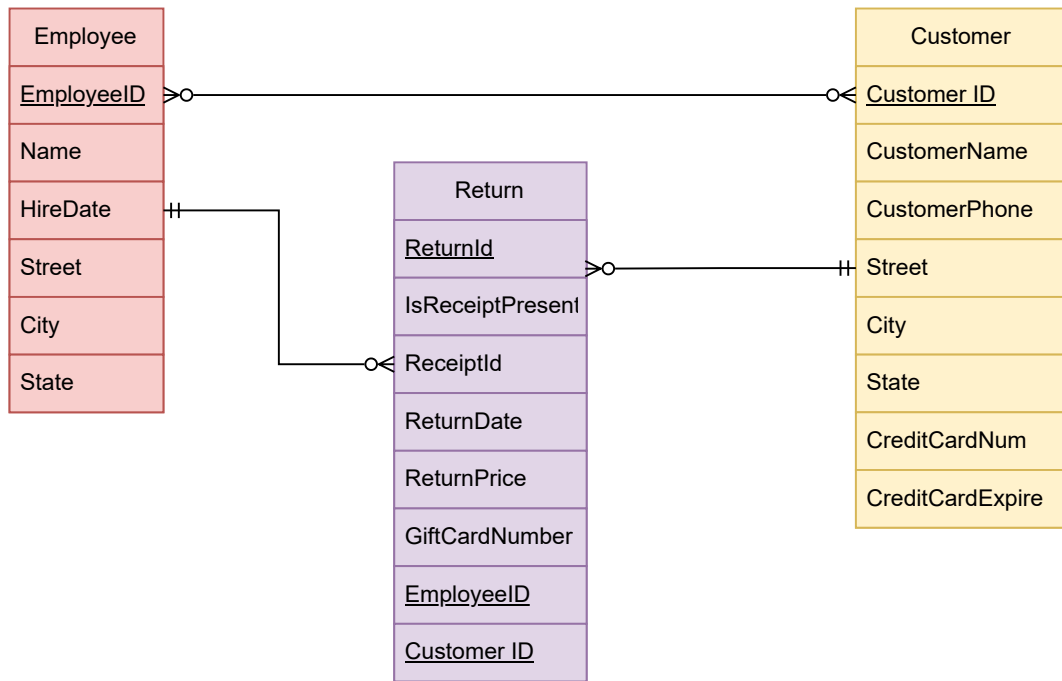 Employee
EmployeeID
Name
HireDate
Street
City
State
Return
ReturnId
IsReceiptPresent
ReceiptId
ReturnDate
ReturnPrice
GiftCardNumber
EmployeeID
Customer ID
Customer
Customer ID
CustomerName
CustomerPhone
Street
City
State
CreditCardNum
CreditCardExpire